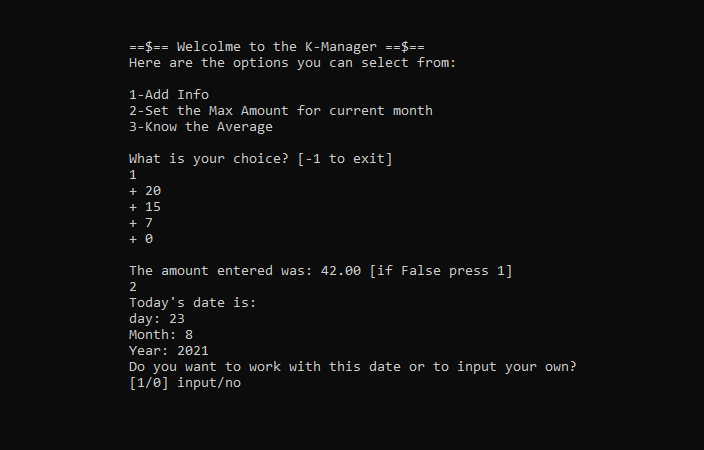 ==$== Welcolme to the K-Manager ==$==
Here are the options you can select from:
1-Add Info
2-Set the Max Amount for current month
3-Know the Average
What is your choice? [-1 to exit]
1
+ 20
+ 15
+ 7
+ 0
The amount entered was: 42.00 [if False press 1]
2
Today's date is:
day: 23
Month: 8
Year: 2021
Do you want to work with this date or to input your own?
[1/0] input/no